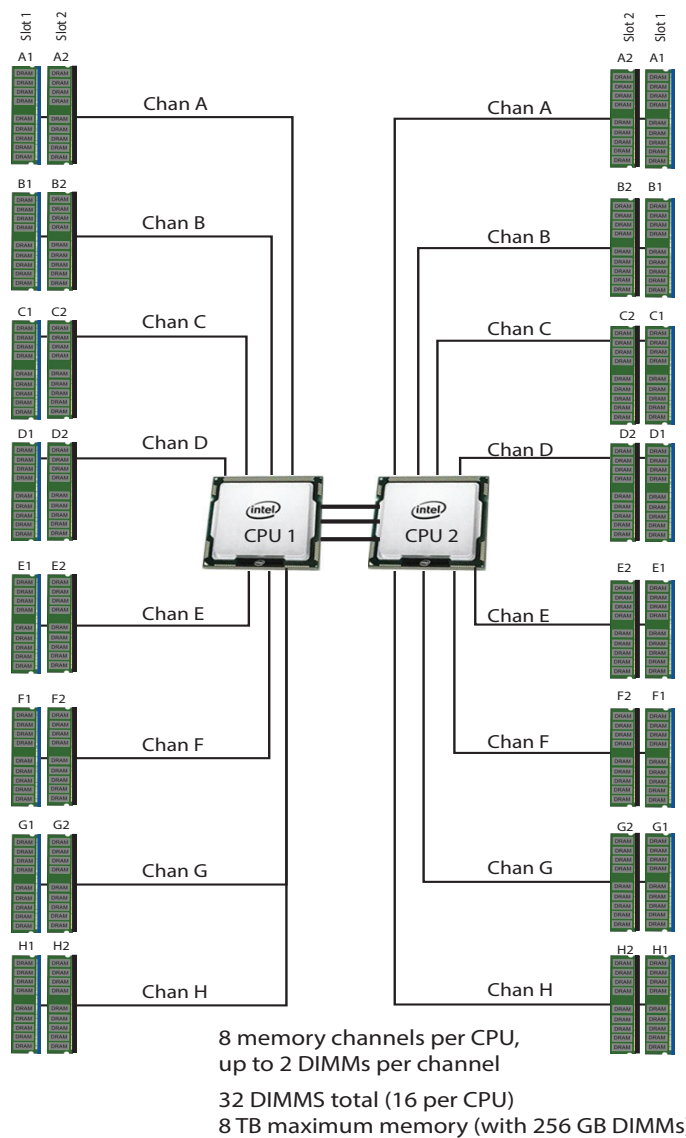 Slot 1
Slot 2
Slot 2
Slot 1
A1 A2
A2 A1
DRAM
Chan A
Chan A
B1 B2
B2 B1
Chan B
Chan B
C1 C2
C2 C1
Chan C
Chan C
D1 D2
D2 D1
Chan D
Chan D
intel
CPU 1
intel
CPU 2
E1 E2
E2 E1
Chan E
Chan E
F1 F2
F2 F1
Chan F
Chan F
G1 G2
G2 G1
Chan G
Chan G
H1 H2
H2 H1
Chan H
Chan H
8 memory channels per CPU,
up to 2 DIMMs per channel
32 DIMMS total (16 per CPU)
8 TB maximum memory (with 256 GB DIMMs)